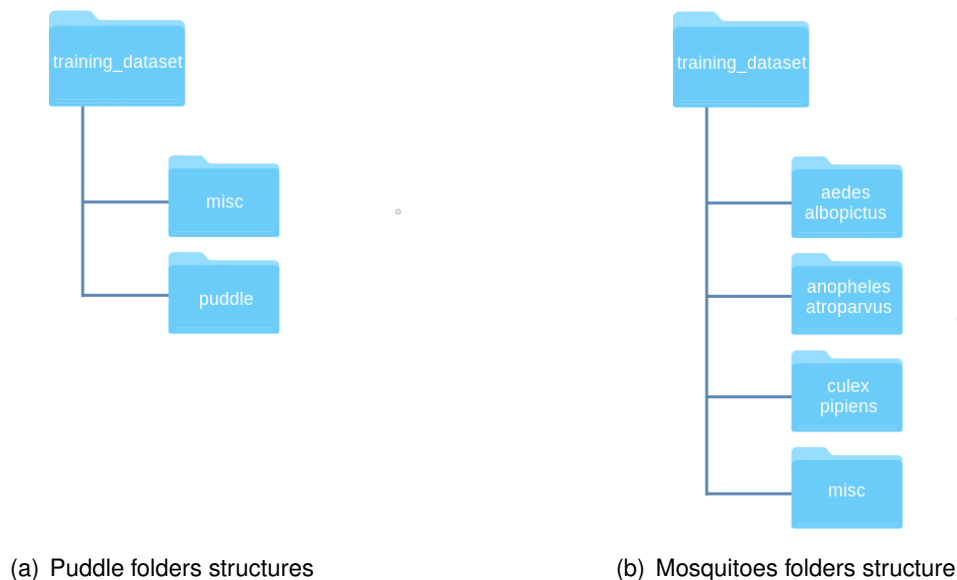 training_dataset
misc
puddle
(a) Puddle folders structures
training_dataset
aedes
albopictus
anopheles
atroparvus
culex
pipiens
misc
(b) Mosquitoes folders structure